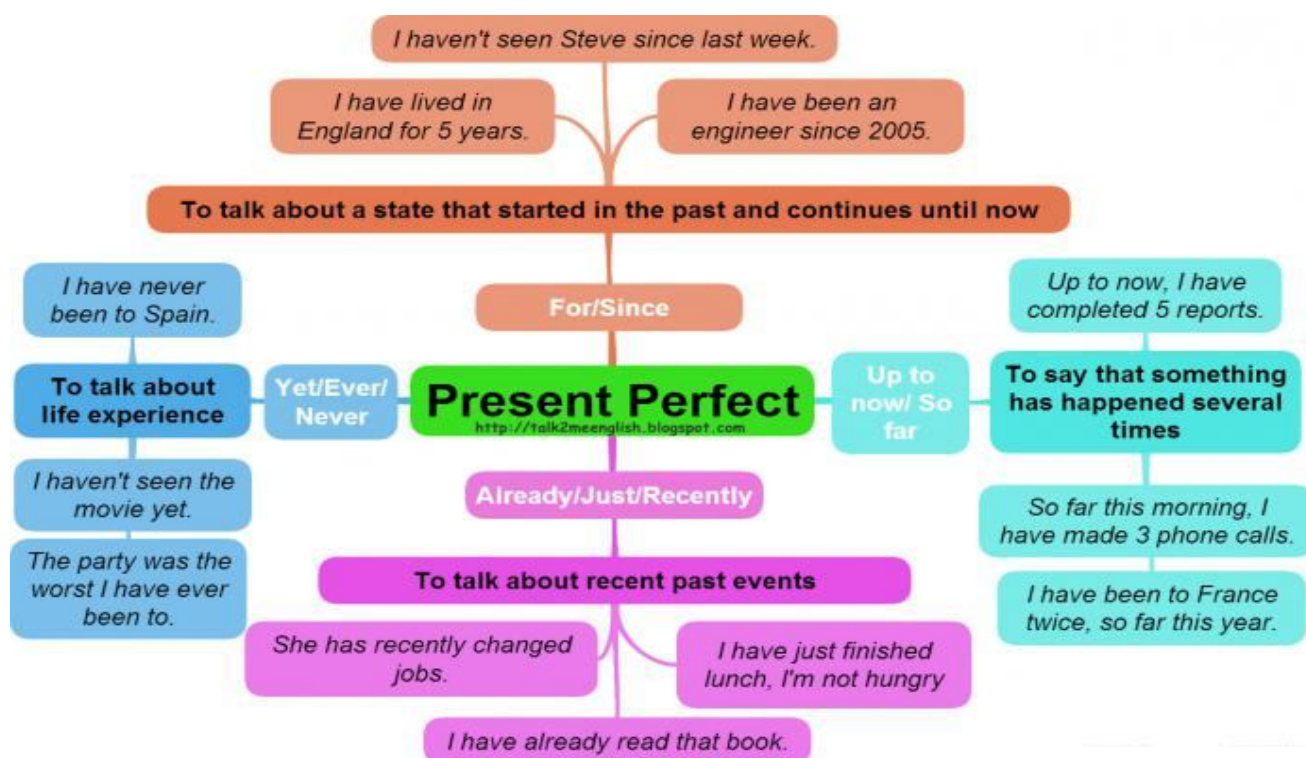 I haven't seen Steve since last week.
I have lived in
England for 5 years.
I have been an
engineer since 2005.
To talk about a state that started in the past and continues until now
For/Since
I have never
been to Spain.
To talk about
life experience
Yet/Ever/
Never
I haven't seen the
movie yet.
The party was the
worst I have ever
been to.
Present Perfect
http://talk2meenglish.blogspot.com
Up to
now/ So
far
Up to now, I have
completed 5 reports.
To say that something
has happened several
times
So far this morning, I
have made 3 phone calls.
I have been to France
twice, so far this year.
Already/Just/Recently
To talk about recent past events
She has recently changed
jobs.
I have just finished
lunch, I'm not hungry
I have already read that book.